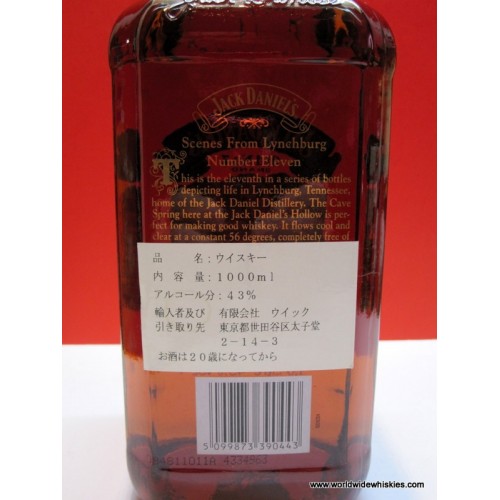 JACK DANIEL'S
Scenes From Lynchburg
Number Eleven
This is the eleventh in a series of bottles
depicting life in Lynchburg, Tennessee,
home of the Jack Daniel Distillery. The Cave
Spring here at the Jack Daniel's Hollow is per-
fect for making good whiskey. It flows cool and
clear at a constant 56 degrees, completely free of
品 名：ウイスキー
内 容 量：1000ml
アルコール分：43%
輸入者及び 有限会社 ウイック
引き取り先 東京都世田谷区太子堂
2-14-3
お酒は20歳になってから
5 099873 390443
www.worldwidewhiskies.com